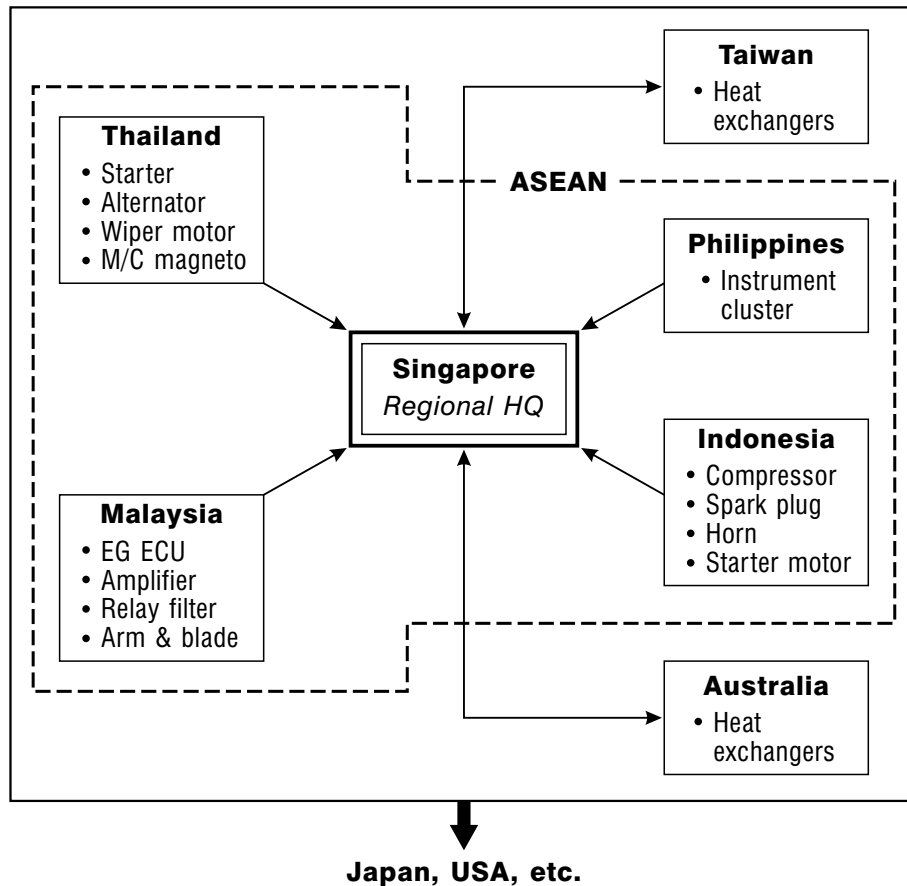 Taiwan
• Heat
exchangers
Thailand
• Starter
• Alternator
• Wiper motor
• M/C magneto
ASEAN
Philippines
• Instrument
cluster
Singapore
Regional HQ
Indonesia
• Compressor
• Spark plug
• Horn
• Starter motor
Malaysia
• EG ECU
• Amplifier
• Relay filter
• Arm & blade
Australia
• Heat
exchangers
Japan, USA, etc.